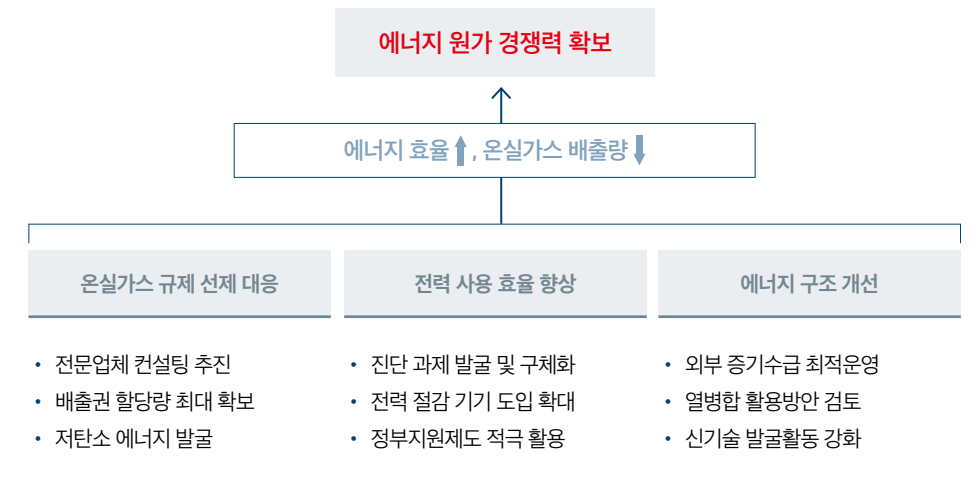 에너지 원가 경쟁력 확보
에너지 효율⬆, 온실가스 배출량⬇
온실가스 규제 선제 대응
• 전문업체 컨설팅 추진
• 배출권 할당량 최대 확보
• 저탄소 에너지 발굴
전력 사용 효율 향상
• 진단 과제 발굴 및 구체화
• 전력 절감 기기 도입 확대
• 정부지원제도 적극 활용
에너지 구조 개선
• 외부 증기수급 최적운영
• 열병합 활용방안 검토
• 신기술 발굴활동 강화